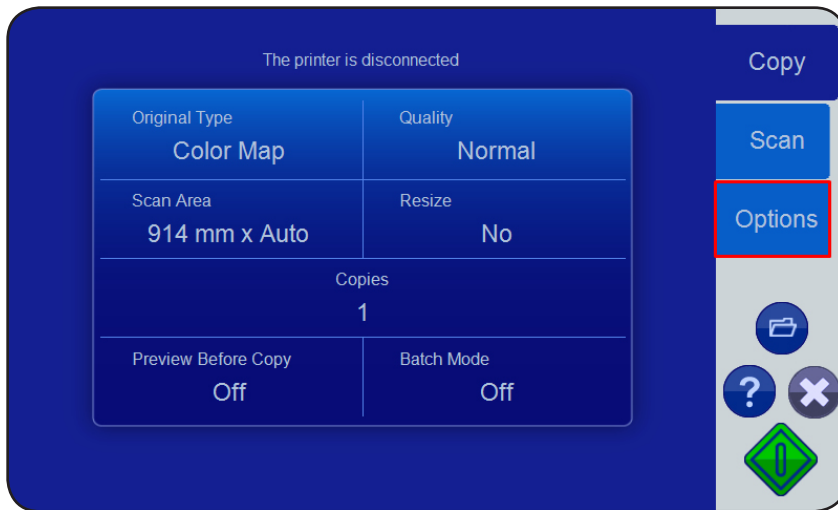 The printer is disconnected
Original Type
Color Map
Quality
Normal
Scan Area
914 mm x Auto
Resize
No
Copies
1
Preview Before Copy
Off
Batch Mode
Off
Copy
Scan
Options
?